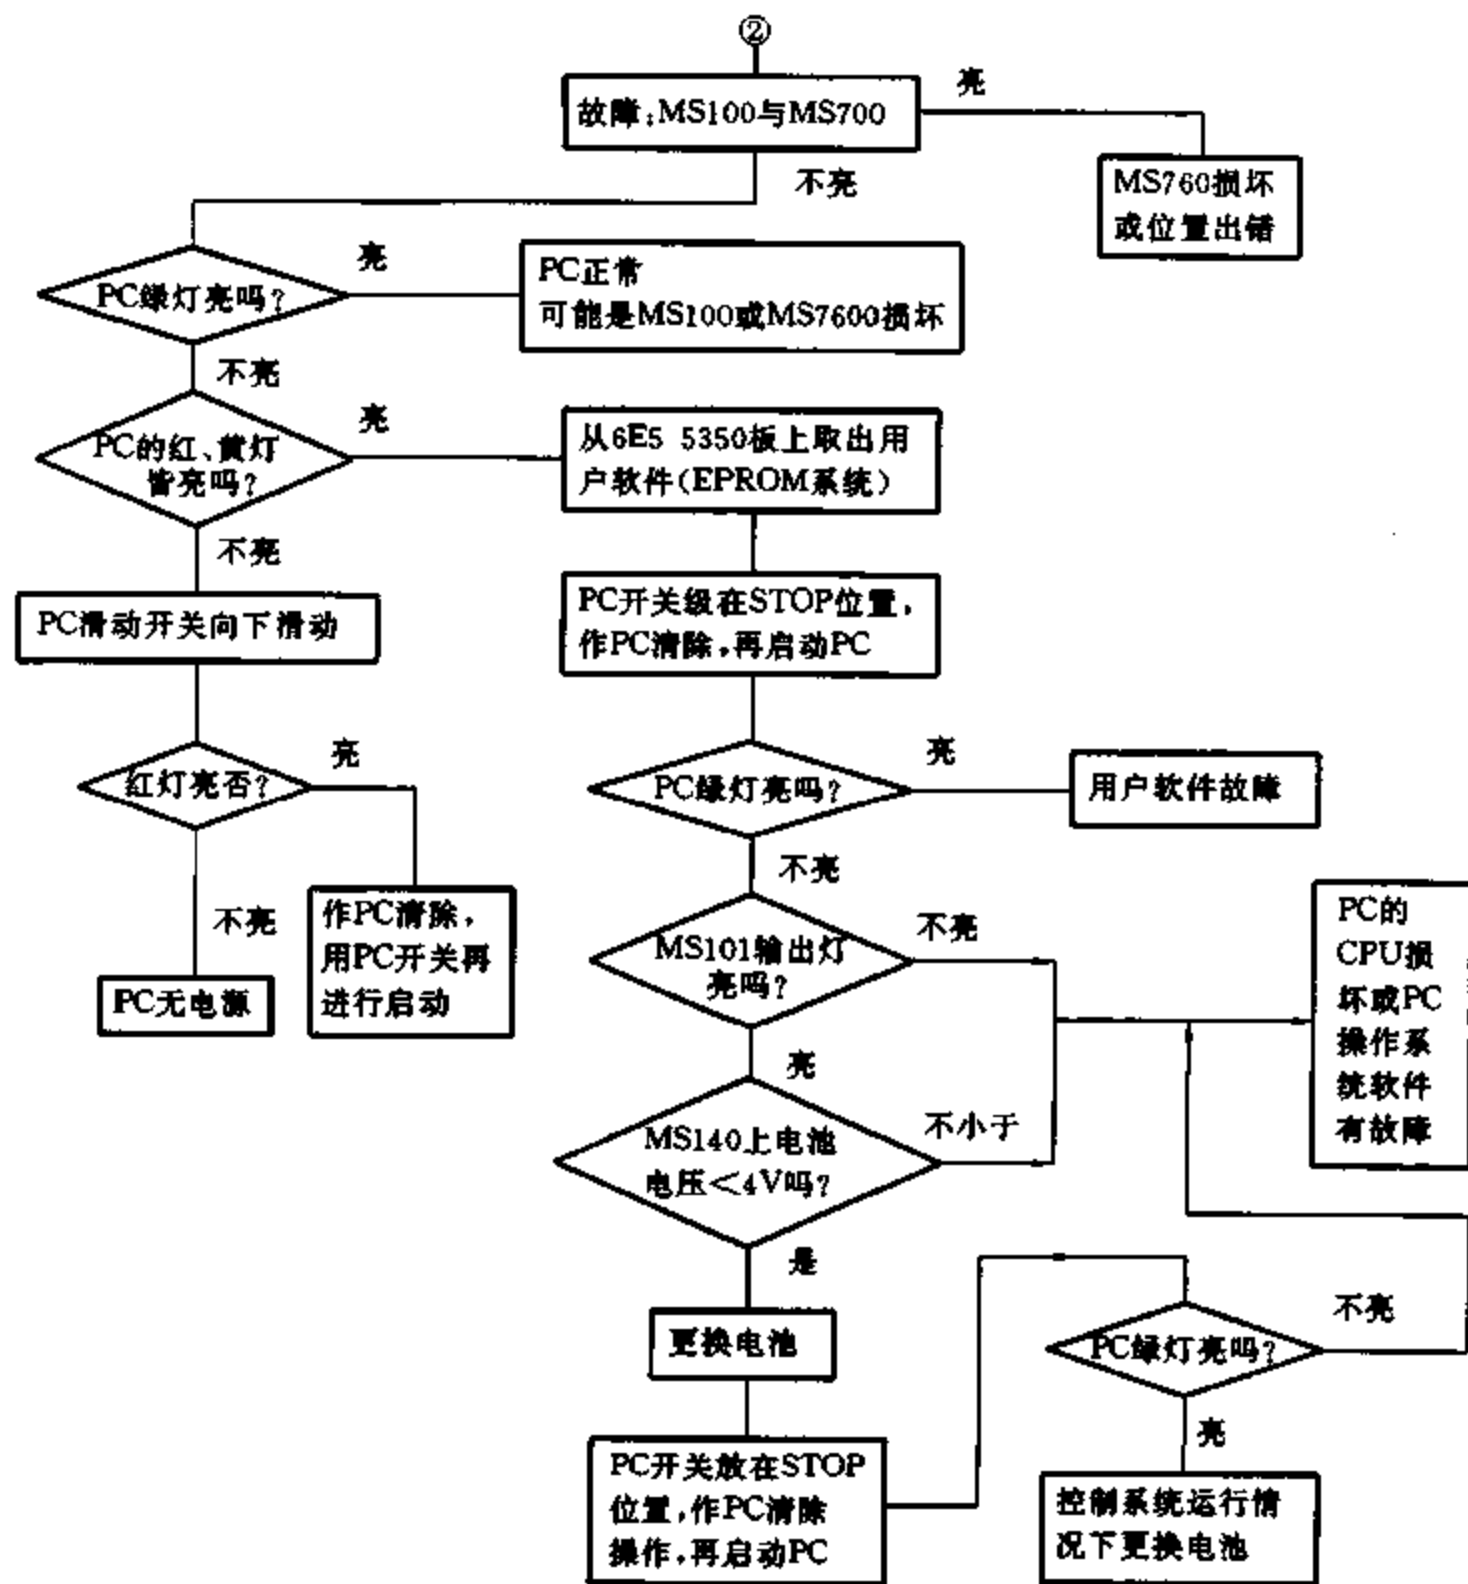 ②
故障:MS100与MS700
亮
不亮
MS760损坏
或位置出错
PC绿灯亮吗?
亮
PC正常
可能是MS100或MS7600损坏
不亮
PC的红、黄灯
皆亮吗?
亮
从6E5 5350板上取出用
户软件(EPROM系统)
不亮
PC滑动开关向下滑动
PC开关级在STOP位置,
作PC清除,再启动PC
红灯亮否?
亮
PC绿灯亮吗?
亮
用户软件故障
不亮
不亮
作PC清除,
用PC开关再
进行启动
PC无电源
MS101输出灯
亮吗?
不亮
PC的
CPU损
坏或PC
操作系
统软件
有故障
亮
MS140上电池
电压<4V吗?
不小于
是
更换电池
PC绿灯亮吗?
不亮
亮
PC开关放在STOP
位置,作PC清除
操作,再启动PC
控制系统运行情
况下更换电池